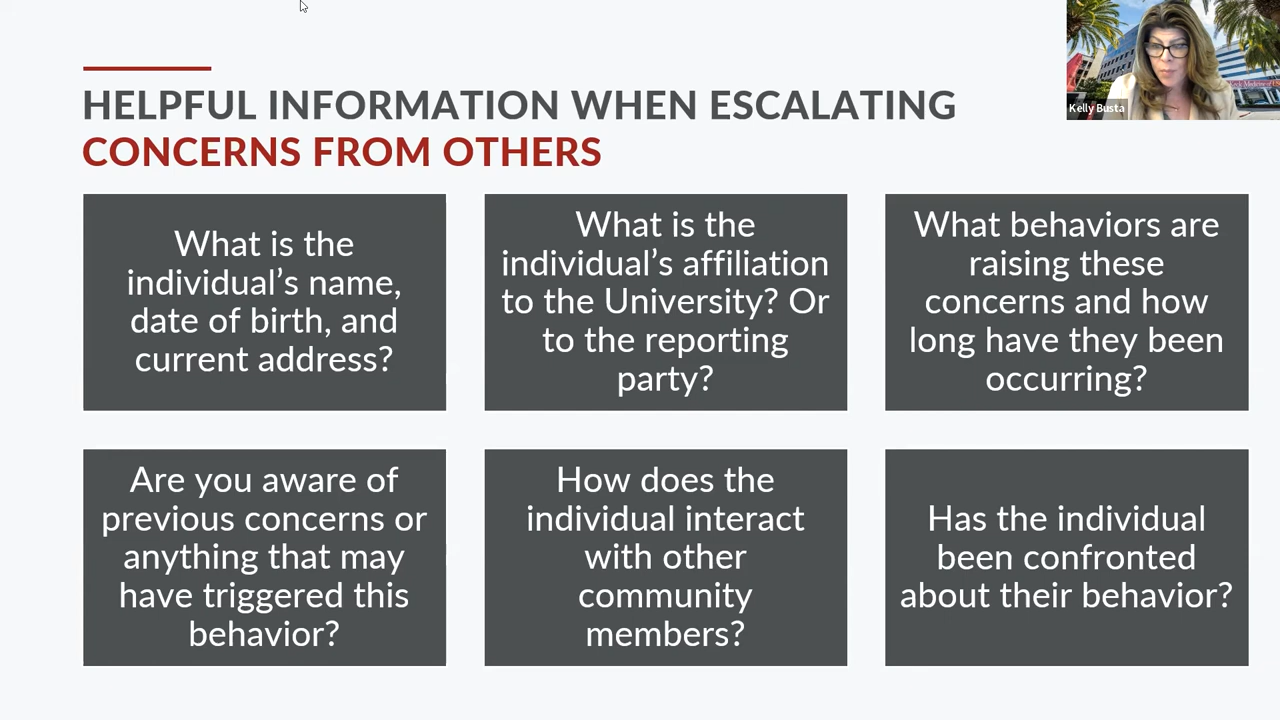 HELPFUL INFORMATION WHEN ESCALATING
CONCERNS FROM OTHERS
Kelly Busta
What is the
individual’s name,
date of birth, and
current address?
What is the
individual’s affiliation
to the University? Or
to the reporting
party?
What behaviors are
raising these
concerns and how
long have they been
occurring?
Are you aware of
previous concerns or
anything that may
have triggered this
behavior?
How does the
individual interact
with other
community
members?
Has the individual
been confronted
about their behavior?